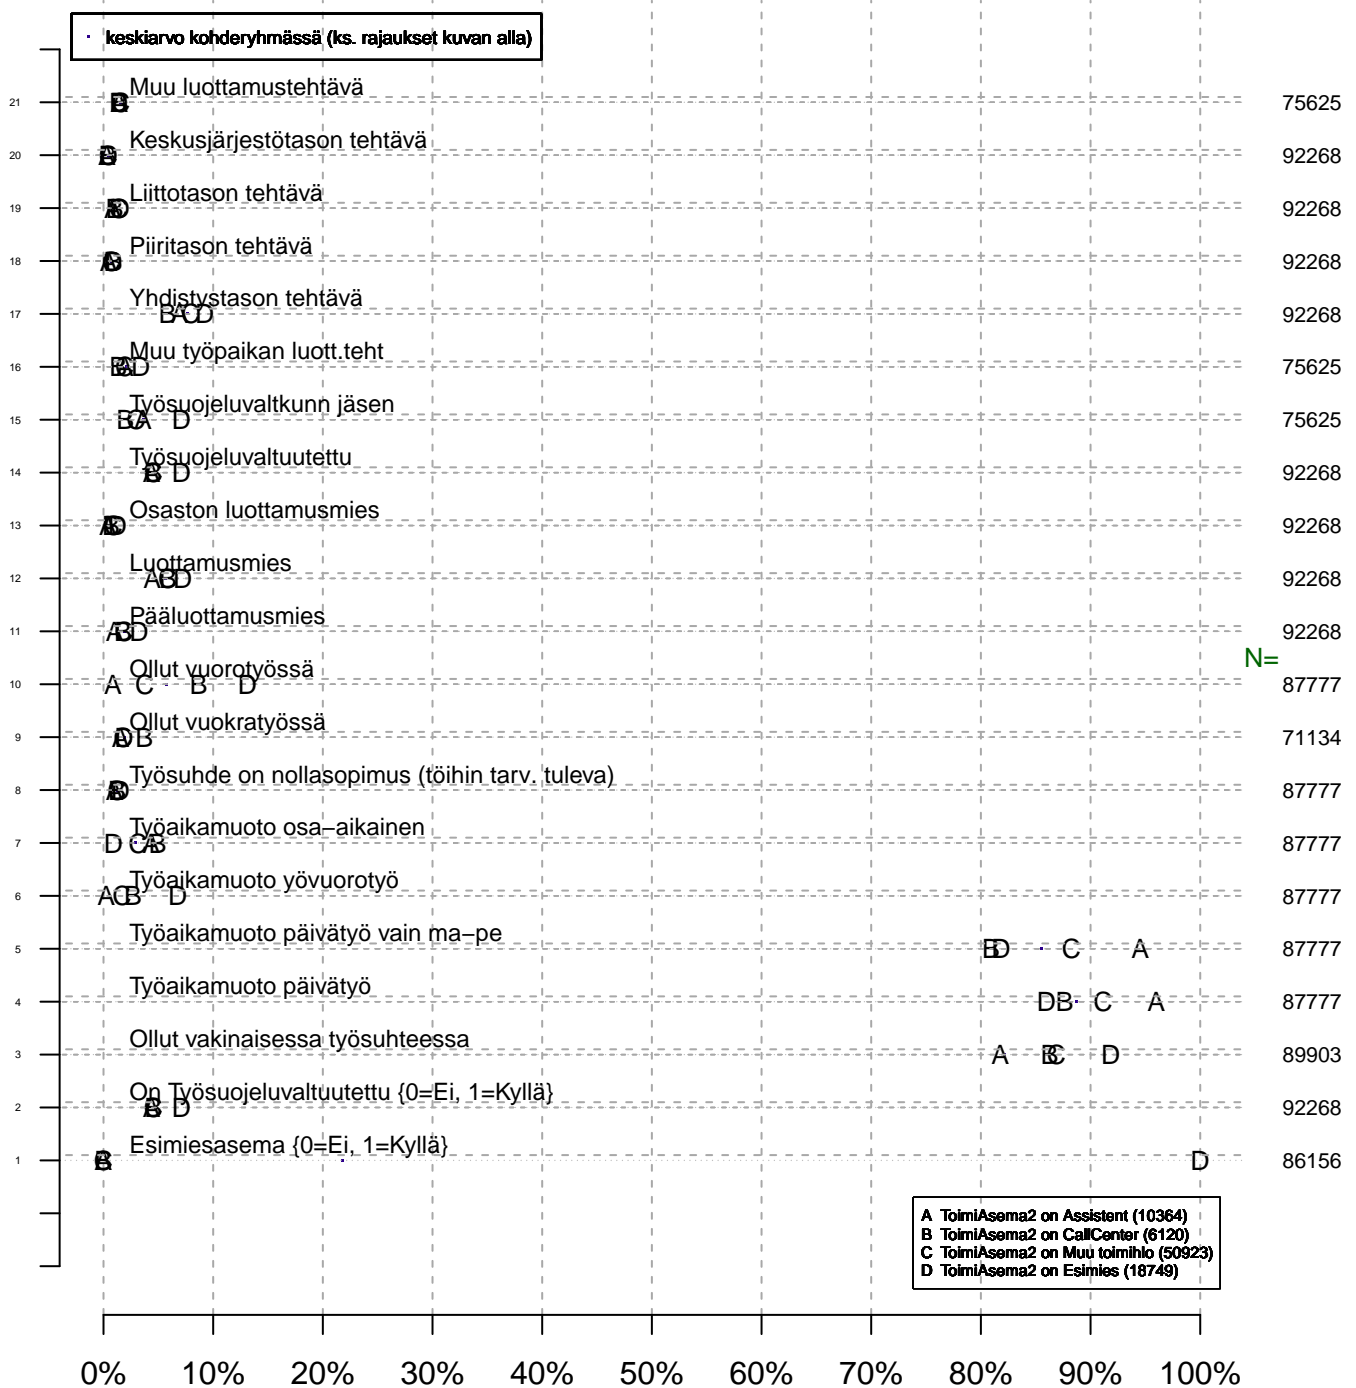 keskiarvo kohderyhmässä (ks. rajaukset kuvan alla)
21 Muu luottamustehtävä 75625
20 Keskusjärjestötason tehtävä 92268
19 Liittotason tehtävä 92268
18 Piiritason tehtävä 92268
17 Yhdistystason tehtävä B A C D 92268
16 Muu työpaikan luott.teht 75625
15 Työsuojeluvaltkunn jäsen B C A D 75625
14 Työsuojeluvaltuutettu 92268
13 Osaston luottamusmies 92268
12 Luottamusmies 92268
11 Pääluottamusmies 92268
N=
10 Ollut vuorotyössä A C B D 87777
9 Ollut vuokratyössä 71134
8 Työsuhde on nollasopimus (töihin tarv. tuleva) 87777
7 Työaikamuoto osa−aikainen D C A B 87777
6 Työaikamuoto yövuorotyö A C B D 87777
5 Työaikamuoto päivätyö vain ma−pe B D C A 87777
4 Työaikamuoto päivätyö D B C A 87777
3 Ollut vakinaisessa työsuhteessa A B C D 89903
2 On Työsuojeluvaltuutettu {0=Ei, 1=Kyllä} 92268
1 Esimiesasema {0=Ei, 1=Kyllä} D 86156
A ToimiAsema2 on Assistent (10364)
B ToimiAsema2 on CallCenter (6120)
C ToimiAsema2 on Muu toimihlo (50923)
D ToimiAsema2 on Esimies (18749)
0% 10% 20% 30% 40% 50% 60% 70% 80% 90% 100%